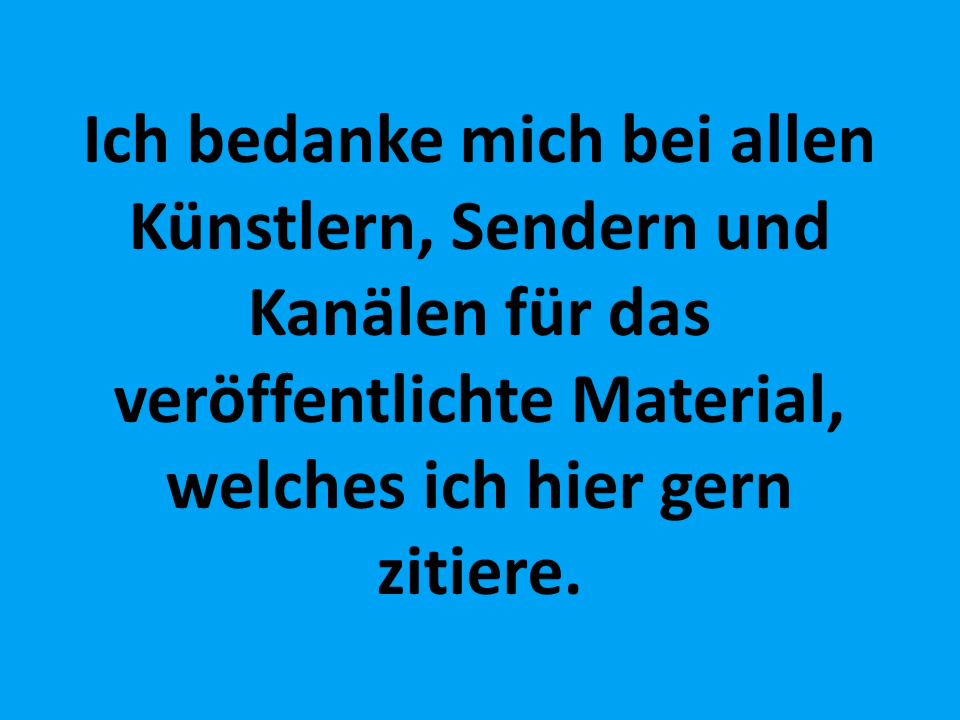 Ich bedanke mich bei allen
Künstlern, Sendern und
Kanälen für das
veröffentlichte Material,
welches ich hier gern
zitiere.